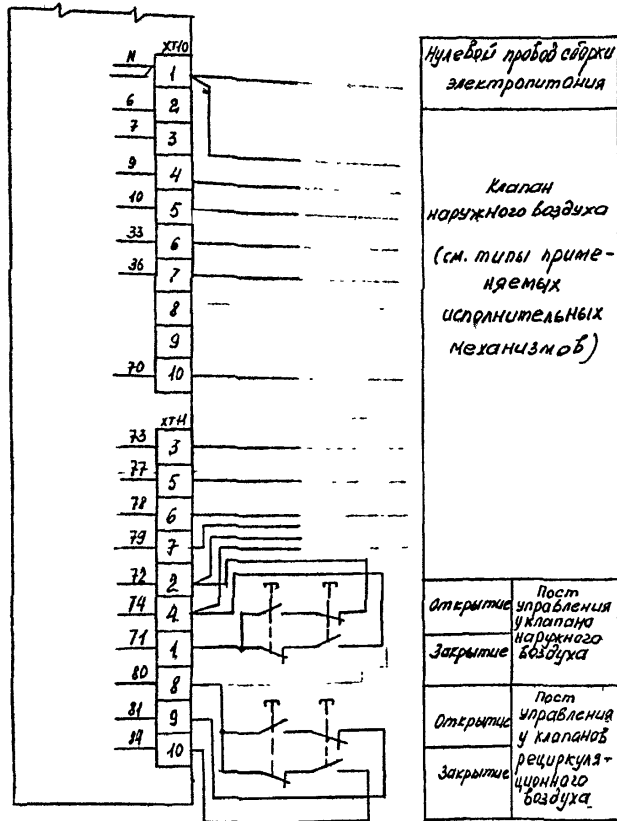 ХТ10
N 1
6 2
7 3
9 4
10 5
33 6
36 7
8
9
70 10
ХТ11
73 3
77 5
78 6
79 7
72 2
74 4
71 1
80 8
81 9
84 10
Нулевой провод сборки
электропитания
Клапан
наружного воздуха
(см. типы приме-
няемых
исполнительных
механизмов)
Открытие
Закрытие
Пост
управления
у клапана
наружного
воздуха
Открытие
Закрытие
Пост
управления
у клапанов
рециркуля-
ционного
воздуха